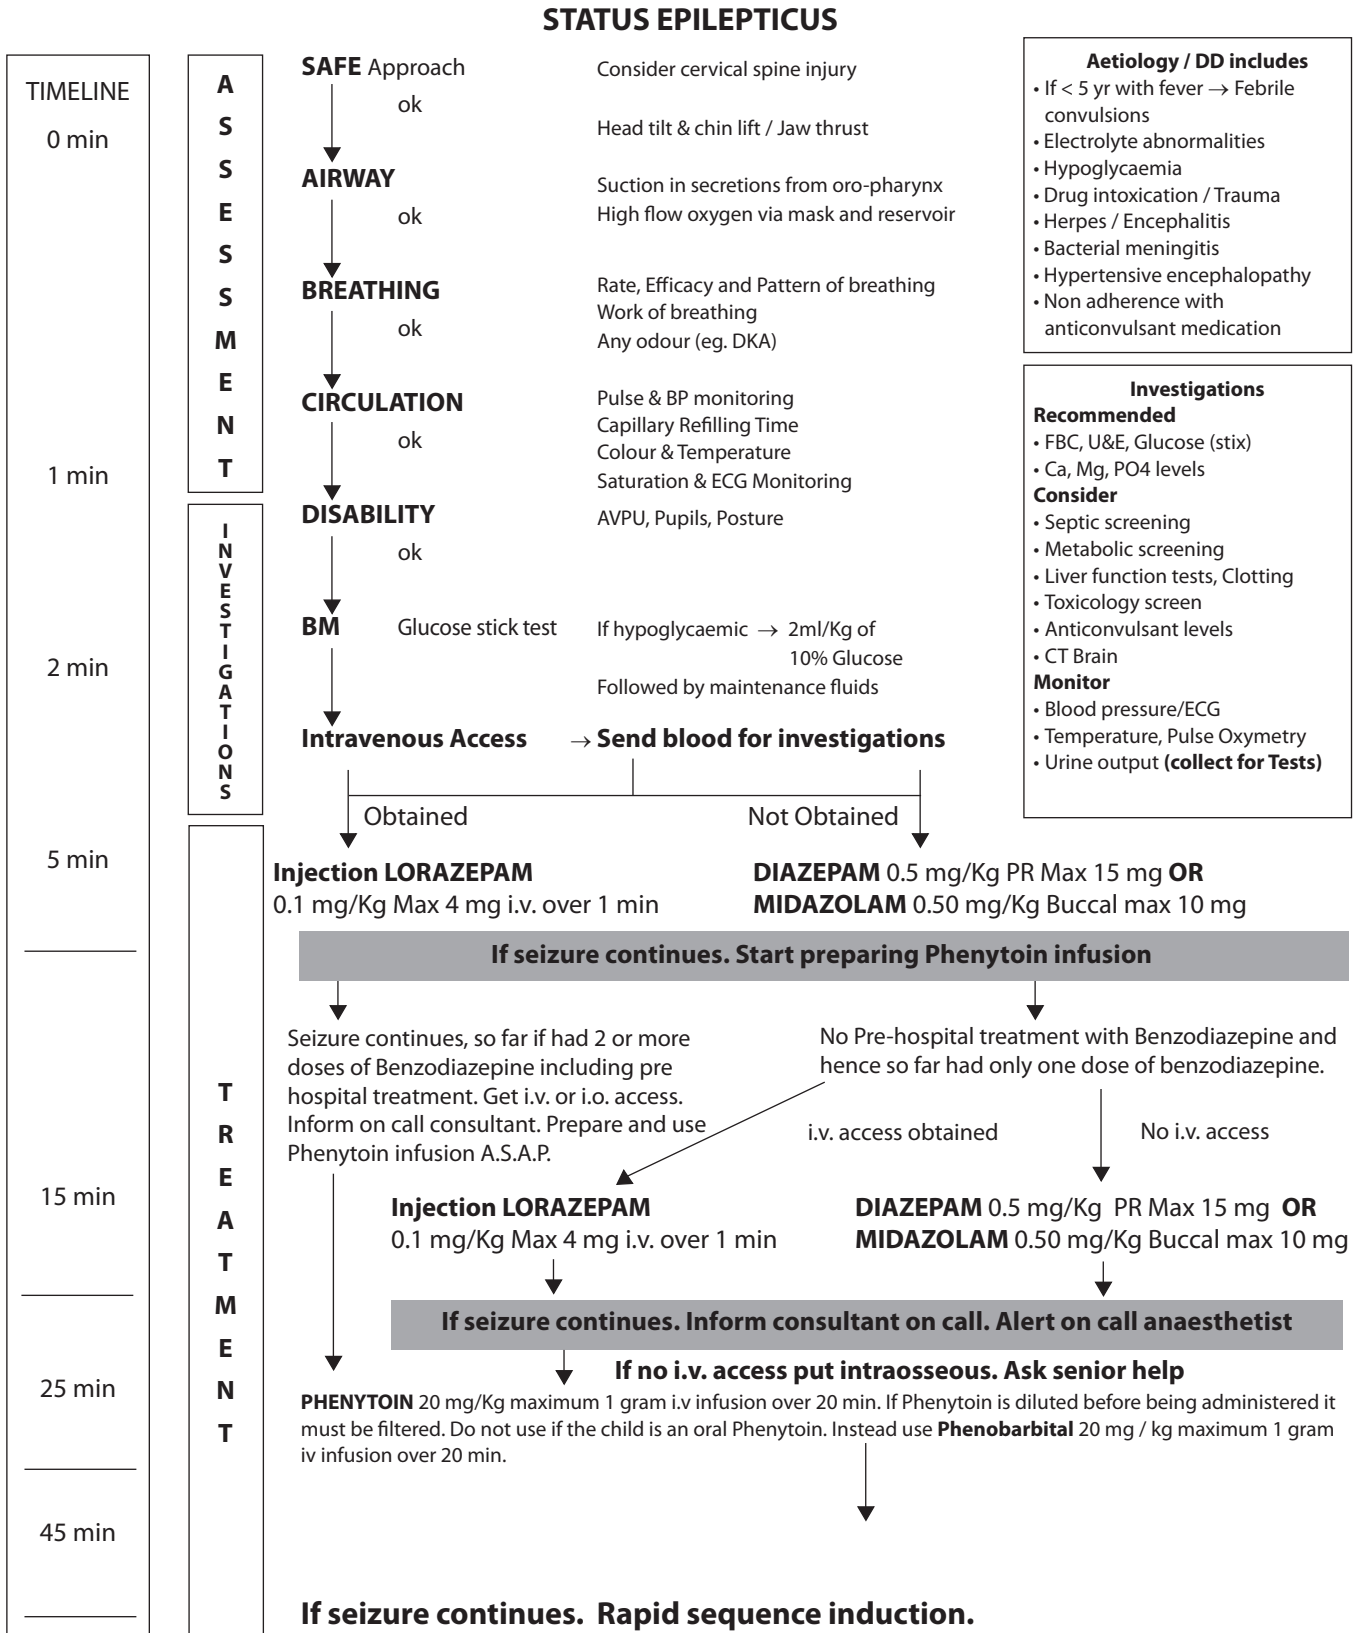 STATUS EPILEPTICUS
TIMELINE
0 min
1 min
2 min
5 min
15 min
25 min
45 min
ASSESSMENT
INVESTIGATIONS
TREATMENT
SAFE Approach
Consider cervical spine injury
ok
Head tilt & chin lift / Jaw thrust
AIRWAY
Suction in secretions from oro-pharynx
ok
High flow oxygen via mask and reservoir
BREATHING
Rate, Efficacy and Pattern of breathing
Work of breathing
ok
Any odour (eg. DKA)
CIRCULATION
Pulse & BP monitoring
Capillary Refilling Time
ok
Colour & Temperature
Saturation & ECG Monitoring
DISABILITY
AVPU, Pupils, Posture
ok
BM Glucose stick test
If hypoglycaemic → 2ml/Kg of
10% Glucose
Followed by maintenance fluids
Intravenous Access → Send blood for investigations
Aetiology / DD includes
• If < 5 yr with fever → Febrile
convulsions
• Electrolyte abnormalities
• Hypoglycaemia
• Drug intoxication / Trauma
• Herpes / Encephalitis
• Bacterial meningitis
• Hypertensive encephalopathy
• Non adherence with
anticonvulsant medication
Investigations
Recommended
• FBC, U&E, Glucose (stix)
• Ca, Mg, PO4 levels
Consider
• Septic screening
• Metabolic screening
• Liver function tests, Clotting
• Toxicology screen
• Anticonvulsant levels
• CT Brain
Monitor
• Blood pressure/ECG
• Temperature, Pulse Oxymetry
• Urine output (collect for Tests)
Obtained
Not Obtained
Injection LORAZEPAM
0.1 mg/Kg Max 4 mg i.v. over 1 min
DIAZEPAM 0.5 mg/Kg PR Max 15 mg OR
MIDAZOLAM 0.50 mg/Kg Buccal max 10 mg
If seizure continues. Start preparing Phenytoin infusion
Seizure continues, so far if had 2 or more
doses of Benzodiazepine including pre
hospital treatment. Get i.v. or i.o. access.
Inform on call consultant. Prepare and use
Phenytoin infusion A.S.A.P.
No Pre-hospital treatment with Benzodiazepine and
hence so far had only one dose of benzodiazepine.
i.v. access obtained
No i.v. access
Injection LORAZEPAM
0.1 mg/Kg Max 4 mg i.v. over 1 min
DIAZEPAM 0.5 mg/Kg PR Max 15 mg OR
MIDAZOLAM 0.50 mg/Kg Buccal max 10 mg
If seizure continues. Inform consultant on call. Alert on call anaesthetist
If no i.v. access put intraosseous. Ask senior help
PHENYTOIN 20 mg/Kg maximum 1 gram i.v infusion over 20 min. If Phenytoin is diluted before being administered it
must be filtered. Do not use if the child is an oral Phenytoin. Instead use Phenobarbital 20 mg / kg maximum 1 gram
iv infusion over 20 min.
If seizure continues. Rapid sequence induction.